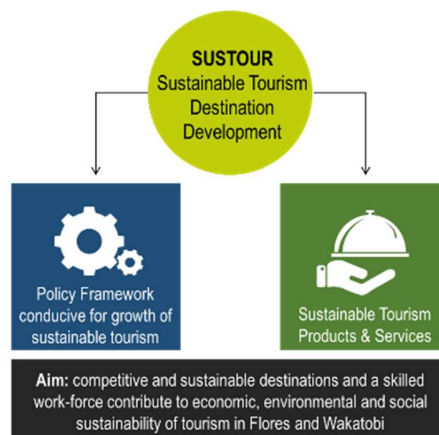 SUSTOUR
Sustainable Tourism
Destination
Development
Policy Framework
conducive for growth of
sustainable tourism
Sustainable Tourism
Products & Services
Aim: competitive and sustainable destinations and a skilled
work-force contribute to economic, environmental and social
sustainability of tourism in Flores and Wakatobi